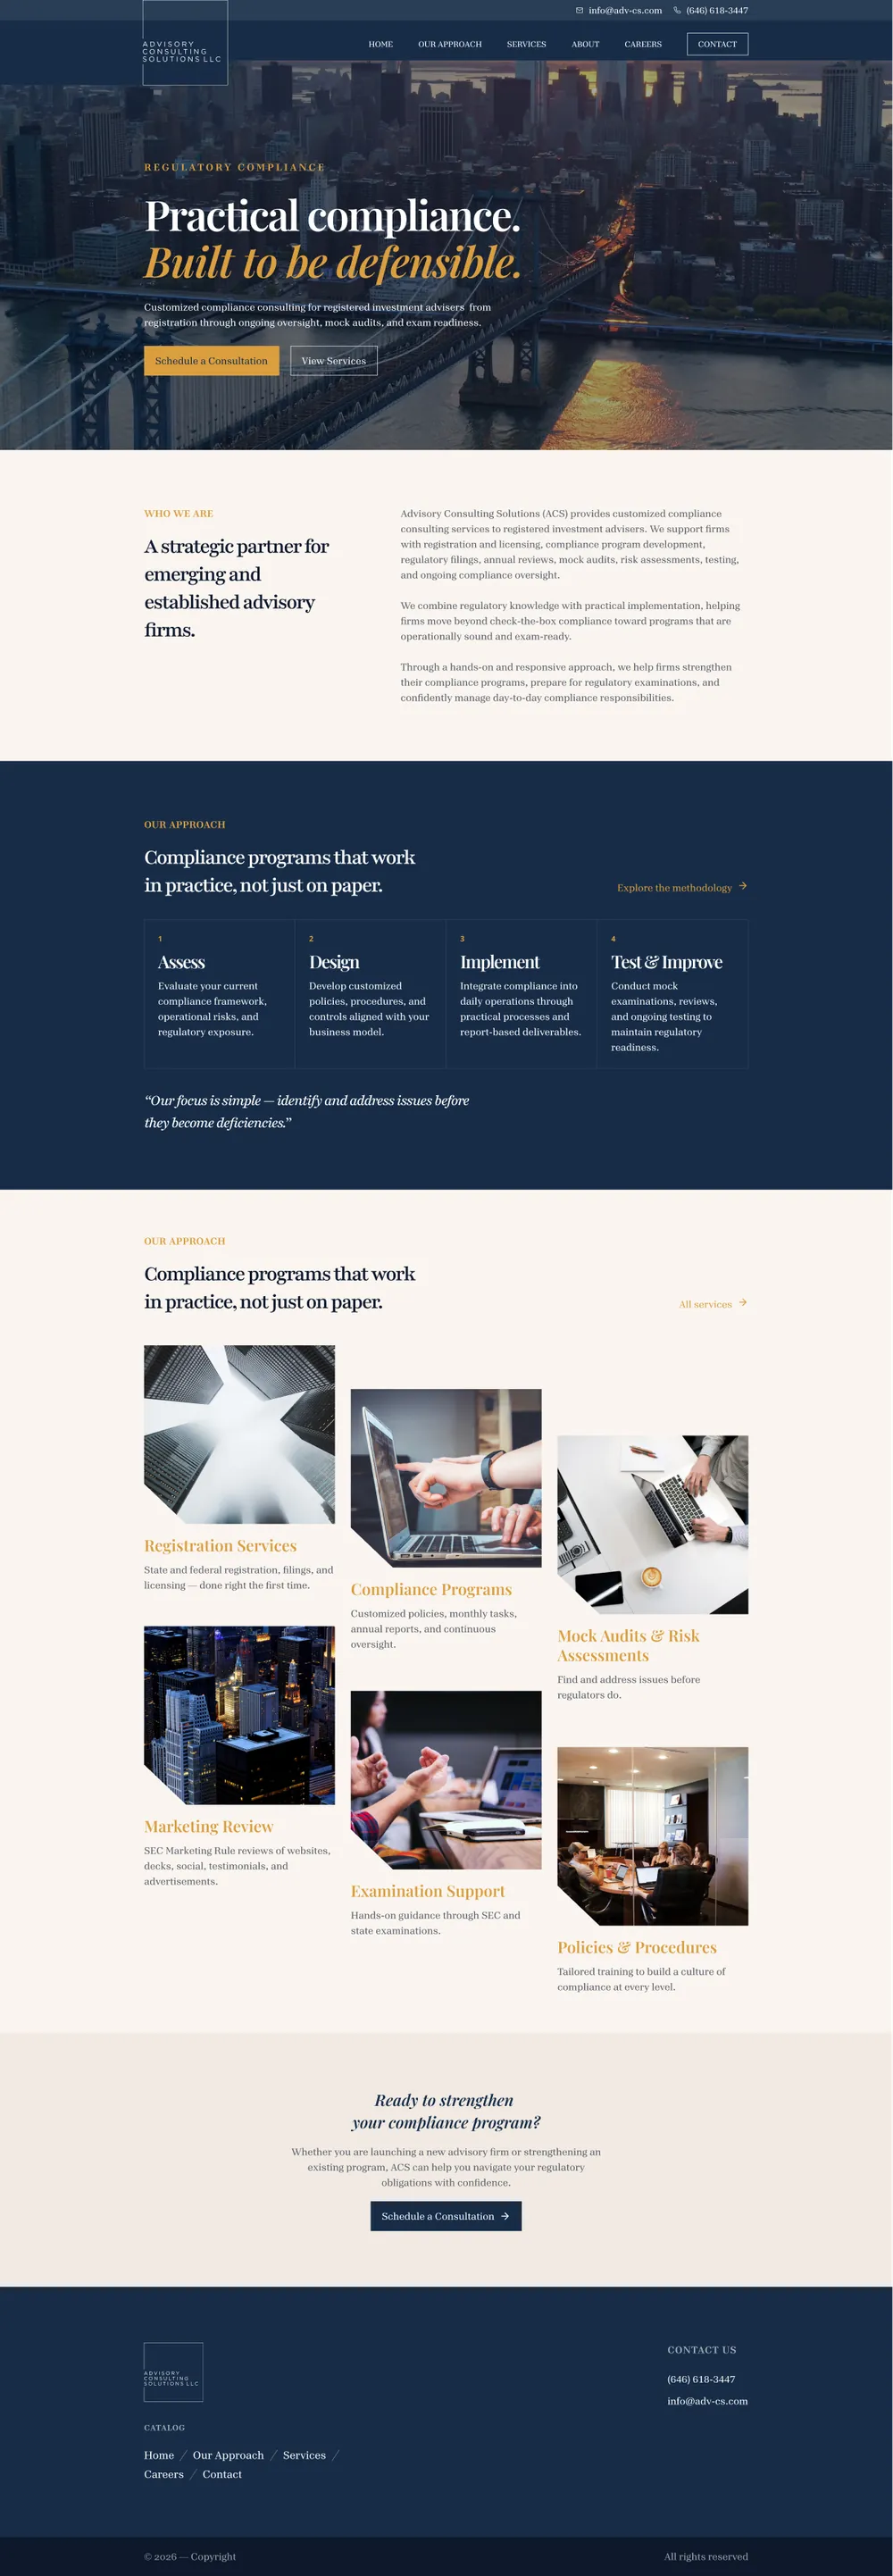 info@adv-cs.com (646) 618-3447
ADVISORY
CONSULTING
SOLUTIONS LLC
HOME OUR APPROACH SERVICES ABOUT CAREERS CONTACT
REGULATORY COMPLIANCE
Practical compliance.
Built to be defensible.
Customized compliance consulting for registered investment advisers from
registration through ongoing oversight, mock audits, and exam readiness.
Schedule a Consultation View Services
WHO WE ARE
A strategic partner for
emerging and
established advisory
firms.
Advisory Consulting Solutions (ACS) provides customized compliance
consulting services to registered investment advisers. We support firms
with registration and licensing, compliance program development,
regulatory filings, annual reviews, mock audits, risk assessments, testing,
and ongoing compliance oversight.
We combine regulatory knowledge with practical implementation, helping
firms move beyond check-the-box compliance toward programs that are
operationally sound and exam-ready.
Through a hands-on and responsive approach, we help firms strengthen
their compliance programs, prepare for regulatory examinations, and
confidently manage day-to-day compliance responsibilities.
OUR APPROACH
Compliance programs that work
in practice, not just on paper.
Explore the methodology →
1
Assess
Evaluate your current
compliance framework,
operational risks, and
regulatory exposure.
2
Design
Develop customized
policies, procedures, and
controls aligned with your
business model.
3
Implement
Integrate compliance into
daily operations through
practical processes and
report-based deliverables.
4
Test & Improve
Conduct mock
examinations, reviews,
and ongoing testing to
maintain regulatory
readiness.
“Our focus is simple — identify and address issues before
they become deficiencies.”
OUR APPROACH
Compliance programs that work
in practice, not just on paper.
All services →
Registration Services
State and federal registration, filings, and
licensing — done right the first time.
Compliance Programs
Customized policies, monthly tasks,
annual reports, and continuous
oversight.
Mock Audits & Risk
Assessments
Find and address issues before
regulators do.
Marketing Review
SEC Marketing Rule reviews of websites,
decks, social, testimonials, and
advertisements.
Examination Support
Hands-on guidance through SEC and
state examinations.
Policies & Procedures
Tailored training to build a culture of
compliance at every level.
Ready to strengthen
your compliance program?
Whether you are launching a new advisory firm or strengthening an
existing program, ACS can help you navigate your regulatory
obligations with confidence.
Schedule a Consultation →
ADVISORY
CONSULTING
SOLUTIONS LLC
CATALOG
Home / Our Approach / Services /
Careers / Contact
CONTACT US
(646) 618-3447
info@adv-cs.com
© 2026 — Copyright
All rights reserved